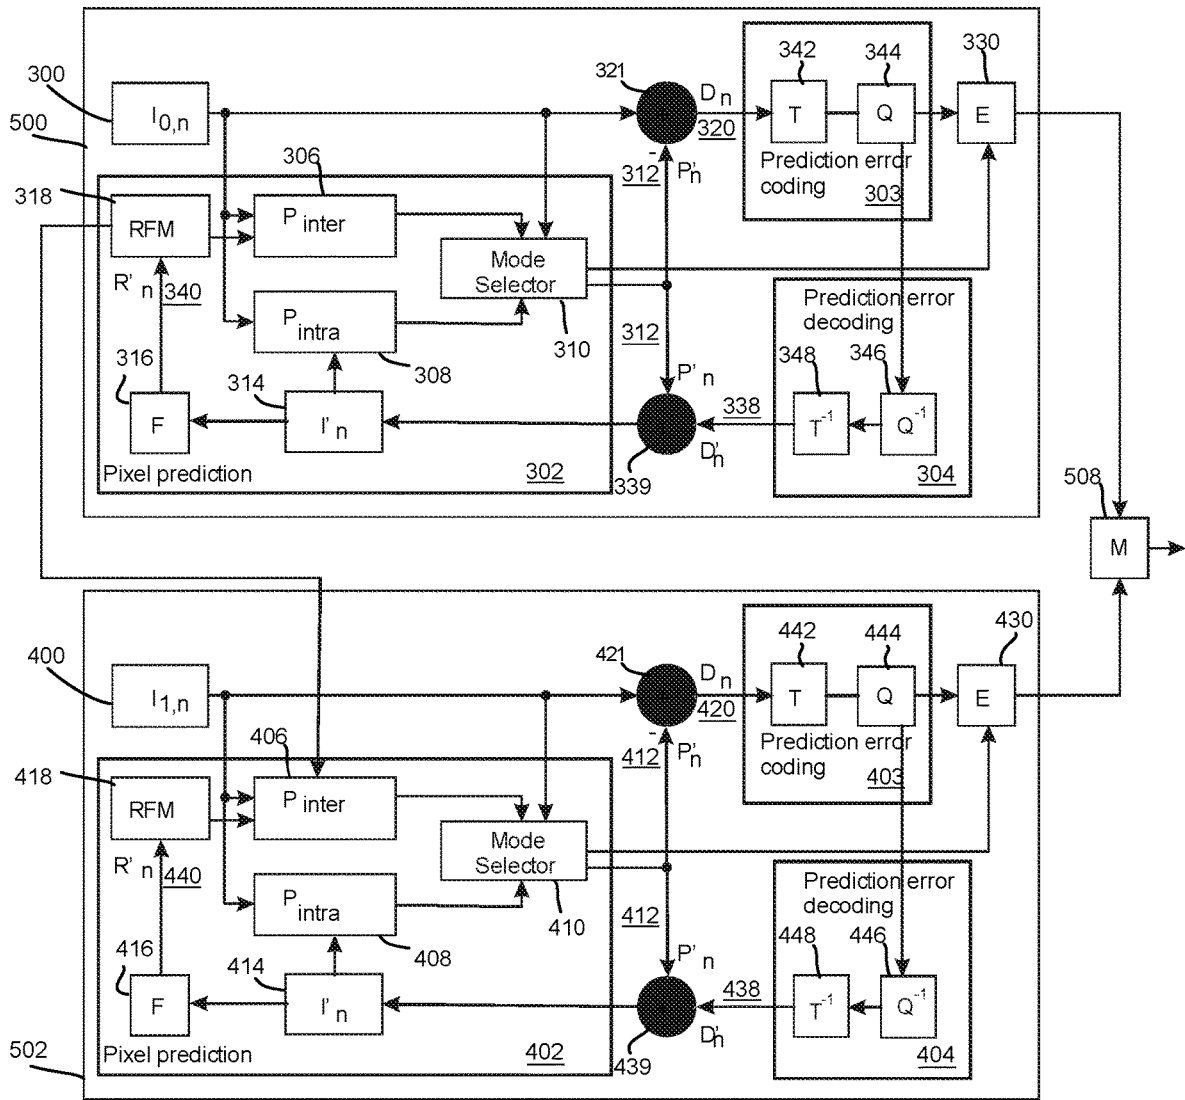 321
342
344
330
300
I0,n
Dn
320
T
Q
E
500
306
-
312
P'n
Prediction error
coding
303
318
RFM
P inter
Mode
Selector
R'n
340
P intra
310
312
Prediction error
decoding
316
314
308
P'n
348
346
F
I'n
338
T-1
Q-1
D'n
Pixel prediction
302
339
304
508
M
421
442
444
430
400
I1,n
Dn
420
T
Q
E
406
-
412
P'n
Prediction error
coding
403
418
RFM
P inter
Mode
Selector
R'n
440
P intra
410
412
Prediction error
decoding
416
414
408
P'n
448
446
F
I'n
438
T-1
Q-1
D'n
502
Pixel prediction
402
439
404